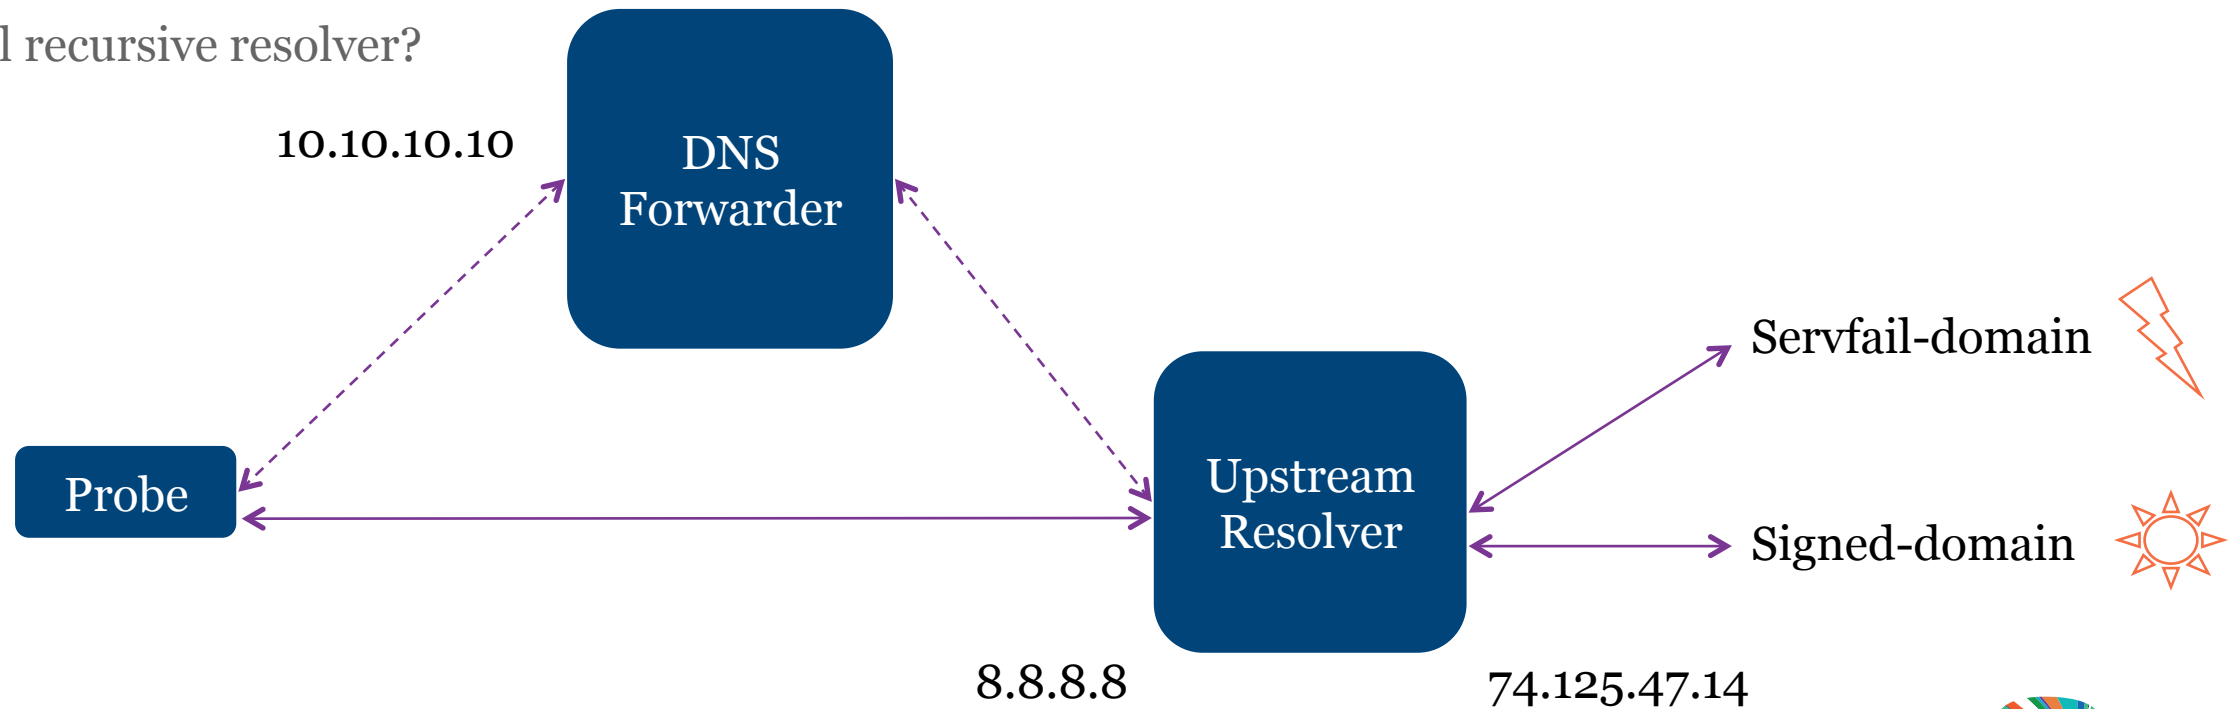 l recursive resolver?
10.10.10.10
DNS
Forwarder
Servfail-domain
Probe
Upstream
Resolver
Signed-domain
8.8.8.8
74.125.47.14